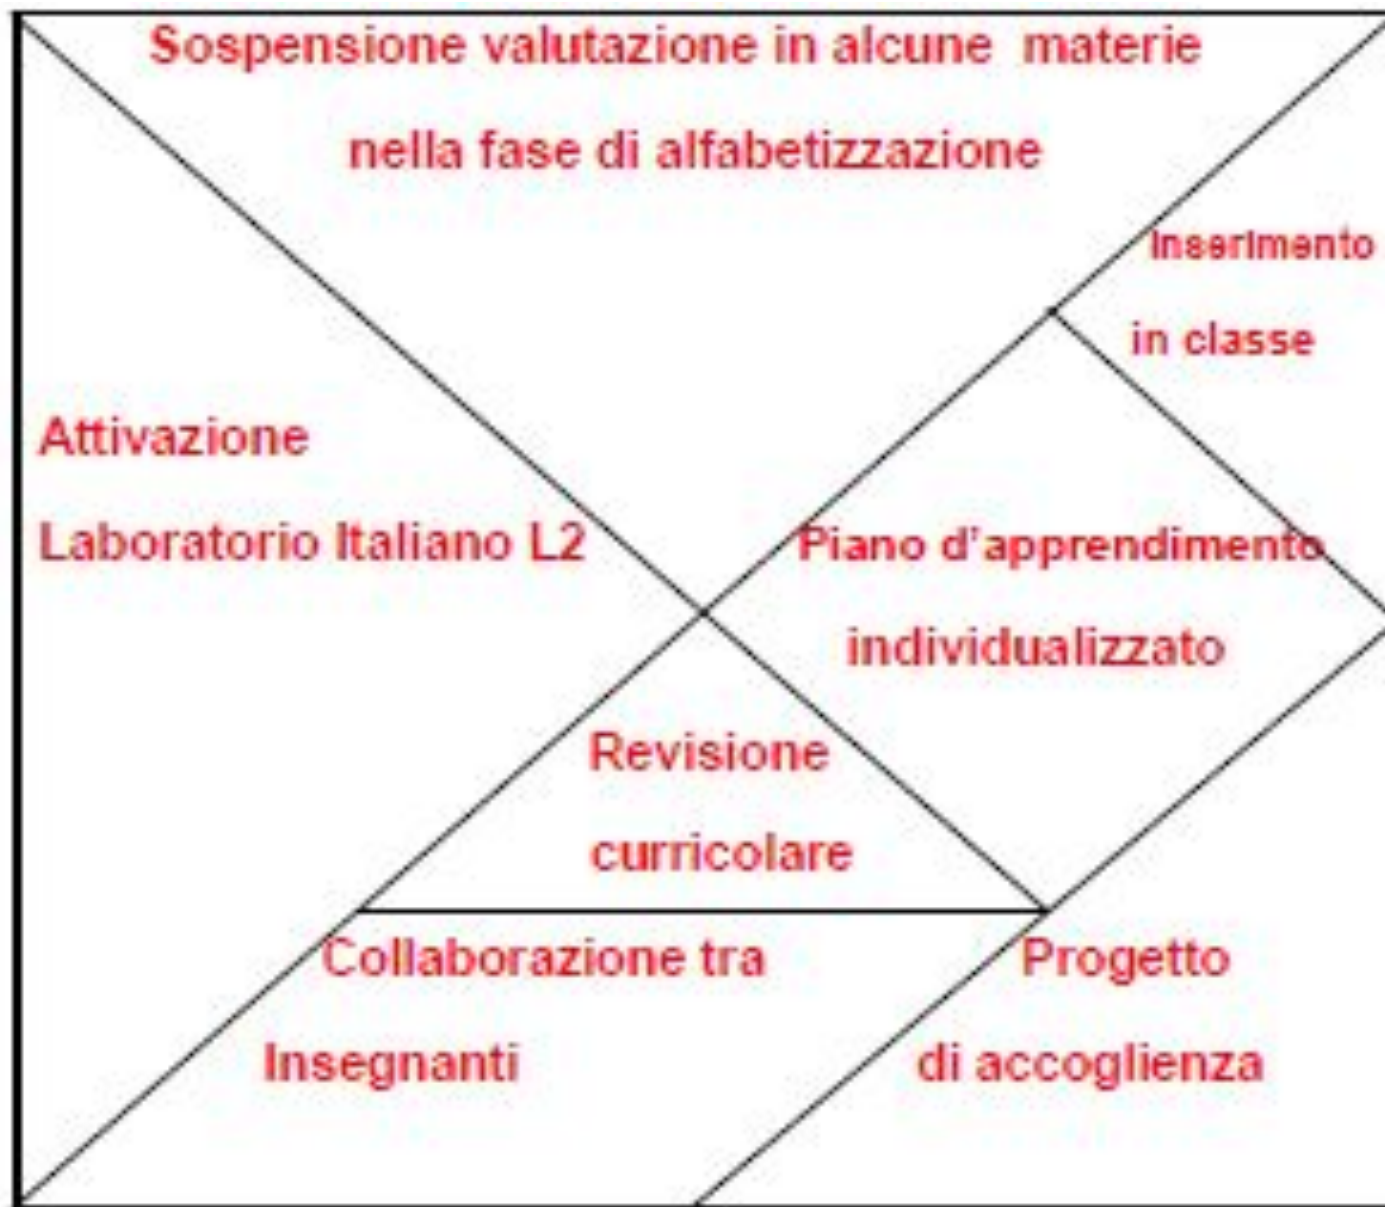 Sospensione valutazione in alcune materie
nella fase di alfabetizzazione
Inserimento
in classe
Attivazione
Laboratorio Italiano L2
Piano d'apprendimento
individualizzato
Revisione
curricolare
Collaborazione tra
Insegnanti
Progetto
di accoglienza